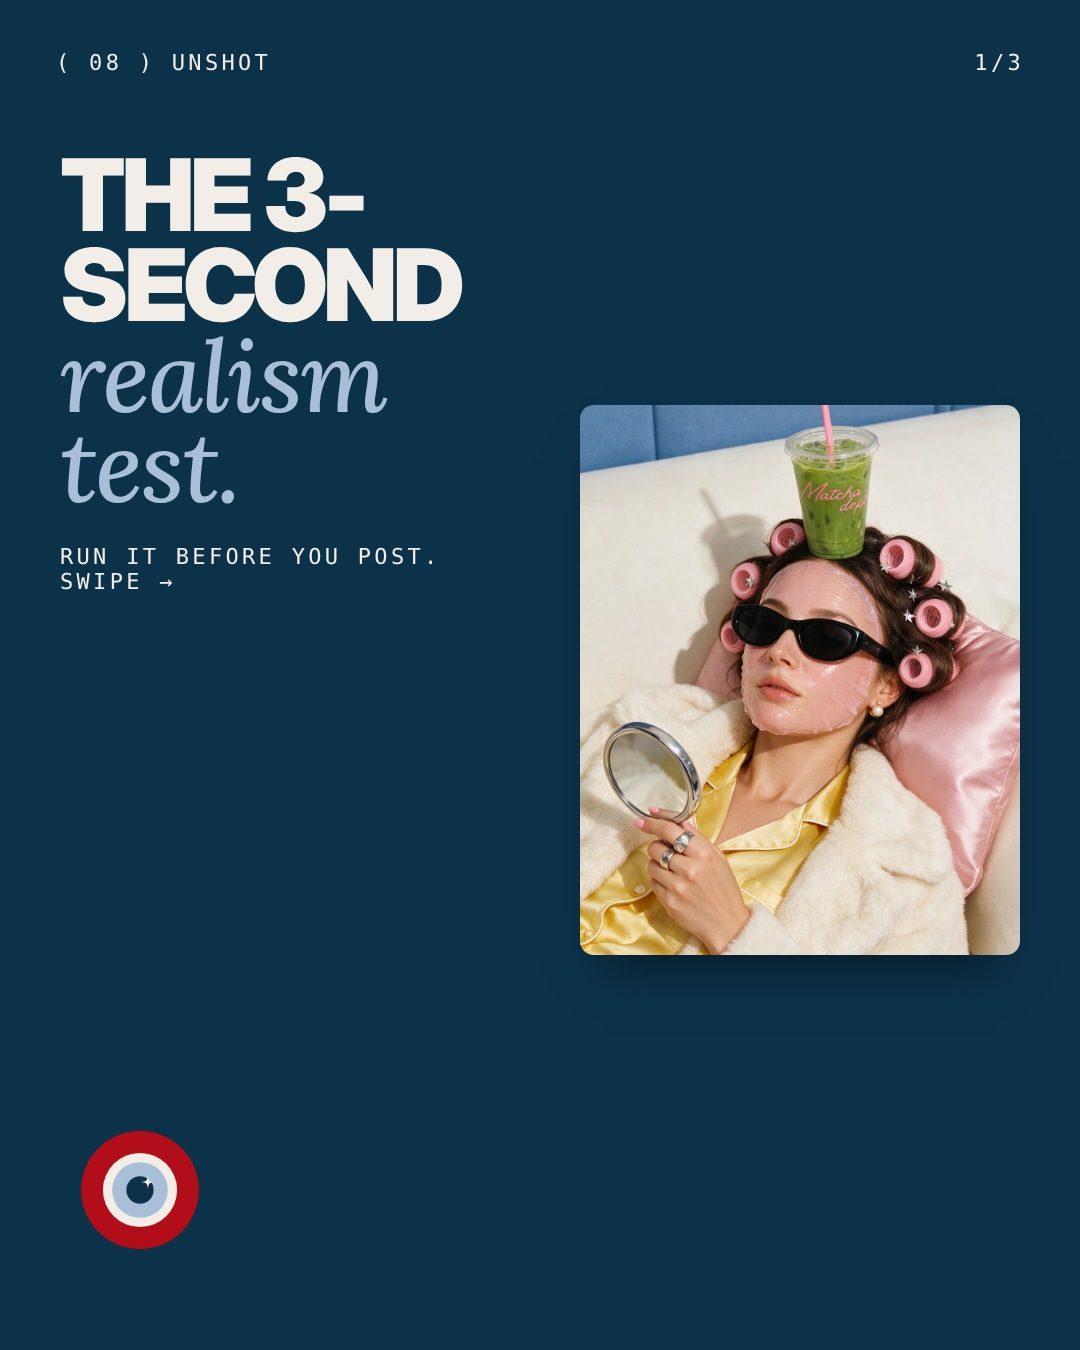 ( 08 ) UNSHOT
1/3
THE 3-
SECOND
realism
test.
RUN IT BEFORE YOU POST.
SWIPE →
Matcha